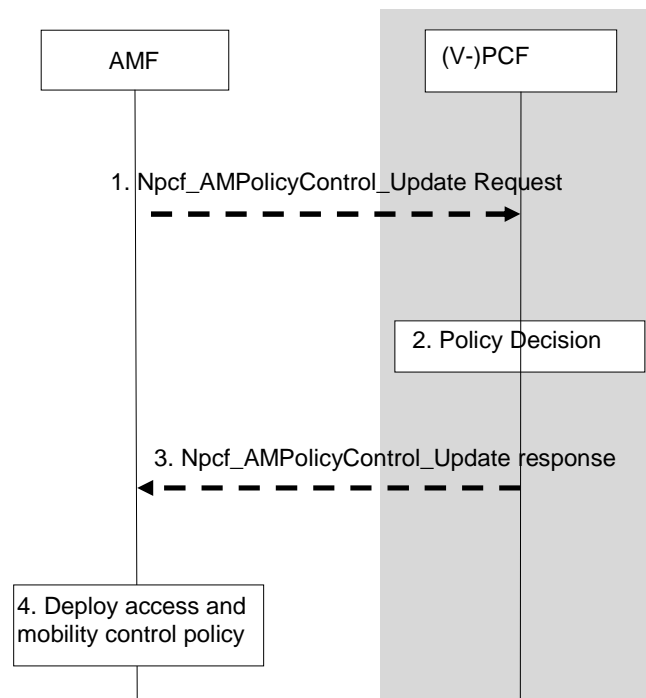 AMF
(V-)PCF
1. Npcf_AMPolicyControl_Update Request
2. Policy Decision
3. Npcf_AMPolicyControl_Update response
4. Deploy access and
mobility control policy